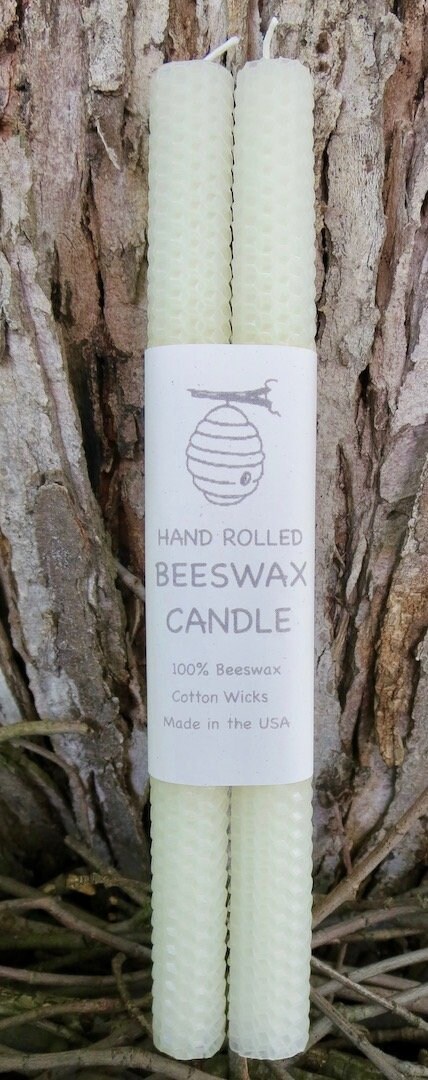 HAND ROLLED
BEESWAX
CANDLE
100% Beeswax
Cotton Wicks
Made in the USA